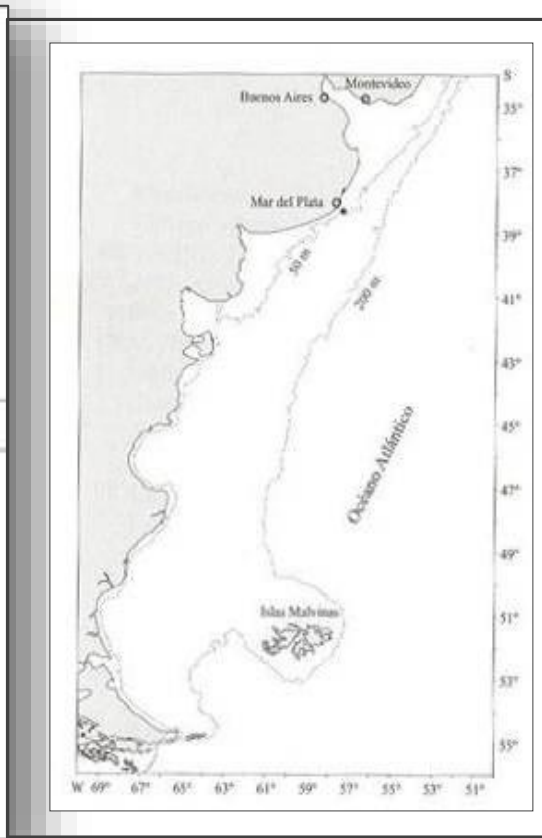 S
Montevideo
Buenos Aires
35°
37°
Mar del Plata
39°
50 m
200 m
41°
43°
Océano Atlántico
45°
47°
49°
Islas Malvinas
51°
53°
55°
W 69° 67° 65° 63° 61° 59° 57° 55° 53° 51°